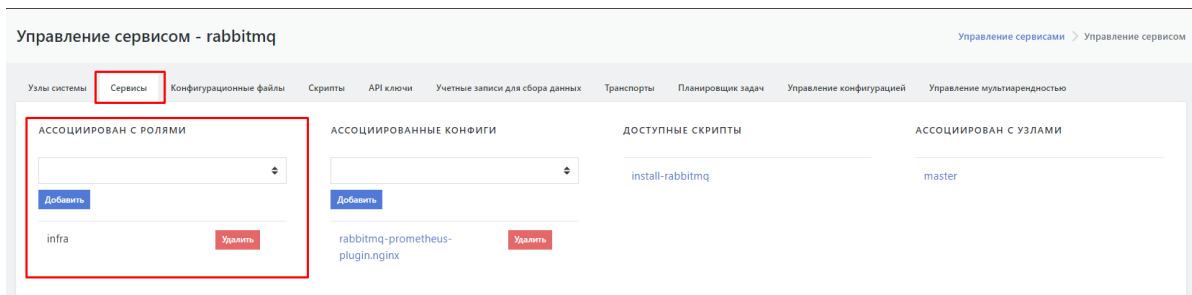 Управление сервисом - rabbitmq
Управление сервисами > Управление сервисом
Узлы системы Сервисы Конфигурационные файлы Скрипты API ключи Учетные записи для сбора данных Транспорты Планировщик задач Управление конфигурацией Управление мультиарендностью
АССОЦИИРОВАН С РОЛЯМИ
Добавить
infra Удалить
АССОЦИИРОВАННЫЕ КОНФИГИ
Добавить
rabbitmq-prometheus-
plugin.nginx
Удалить
ДОСТУПНЫЕ СКРИПТЫ
install-rabbitmq
АССОЦИИРОВАН С УЗЛАМИ
master